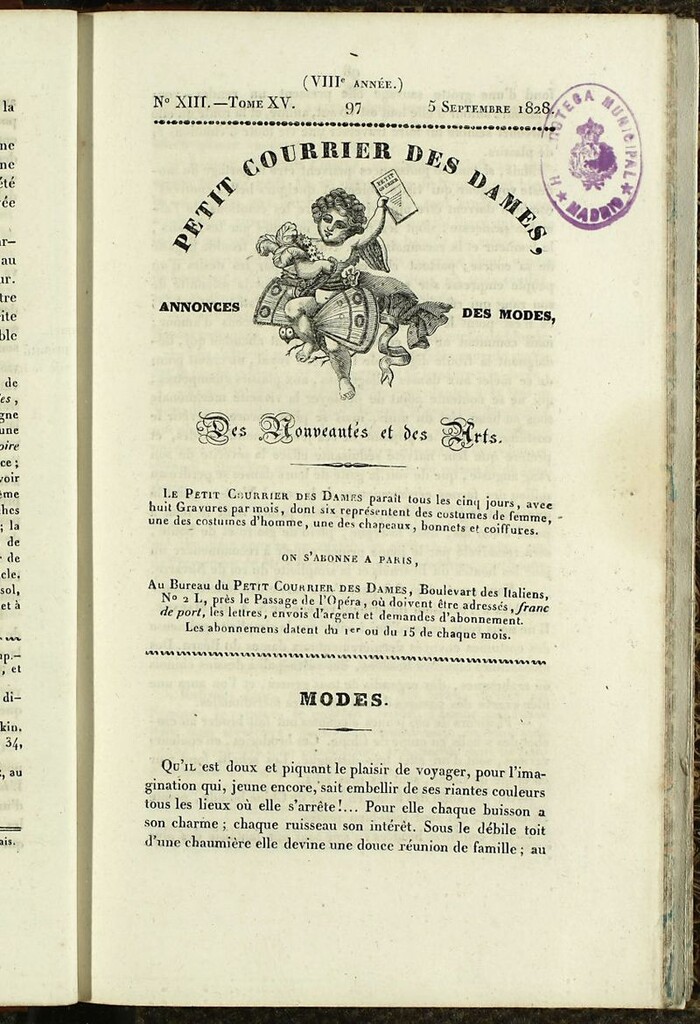 (VIIIe ANNÉE.)
No XIII.—TOME XV. 97 5 SEPTEMBRE 1828.
HEMEROTECA MUNICIPAL
★ MADRID ★
PETIT COURRIER DES DAMES,
PETIT COURRIER
ANNONCES DES MODES,
Des Nouveautés et des Arts.
LE PETIT COURRIER DES DAMES paraît tous les cinq jours, avec
huit Gravures par mois, dont six représentent des costumes de femme,
une des costumes d'homme, une des chapeaux, bonnets et coiffures.
ON S'ABONNE A PARIS,
Au Bureau du PETIT COURRIER DES DAMES, Boulevart des Italiens,
No 2 L, près le Passage de l'Opéra, où doivent être adressés, franc
de port, les lettres, envois d'argent et demandes d'abonnement.
Les abonnemens datent du 1er ou du 15 de chaque mois.
MODES.
QU'IL est doux et piquant le plaisir de voyager, pour l'ima-
gination qui, jeune encore, sait embellir de ses riantes couleurs
tous les lieux où elle s'arrête!... Pour elle chaque buisson a
son charme; chaque ruisseau son intérêt. Sous le débile toit
d'une chaumière elle devine une douce réunion de famille; au